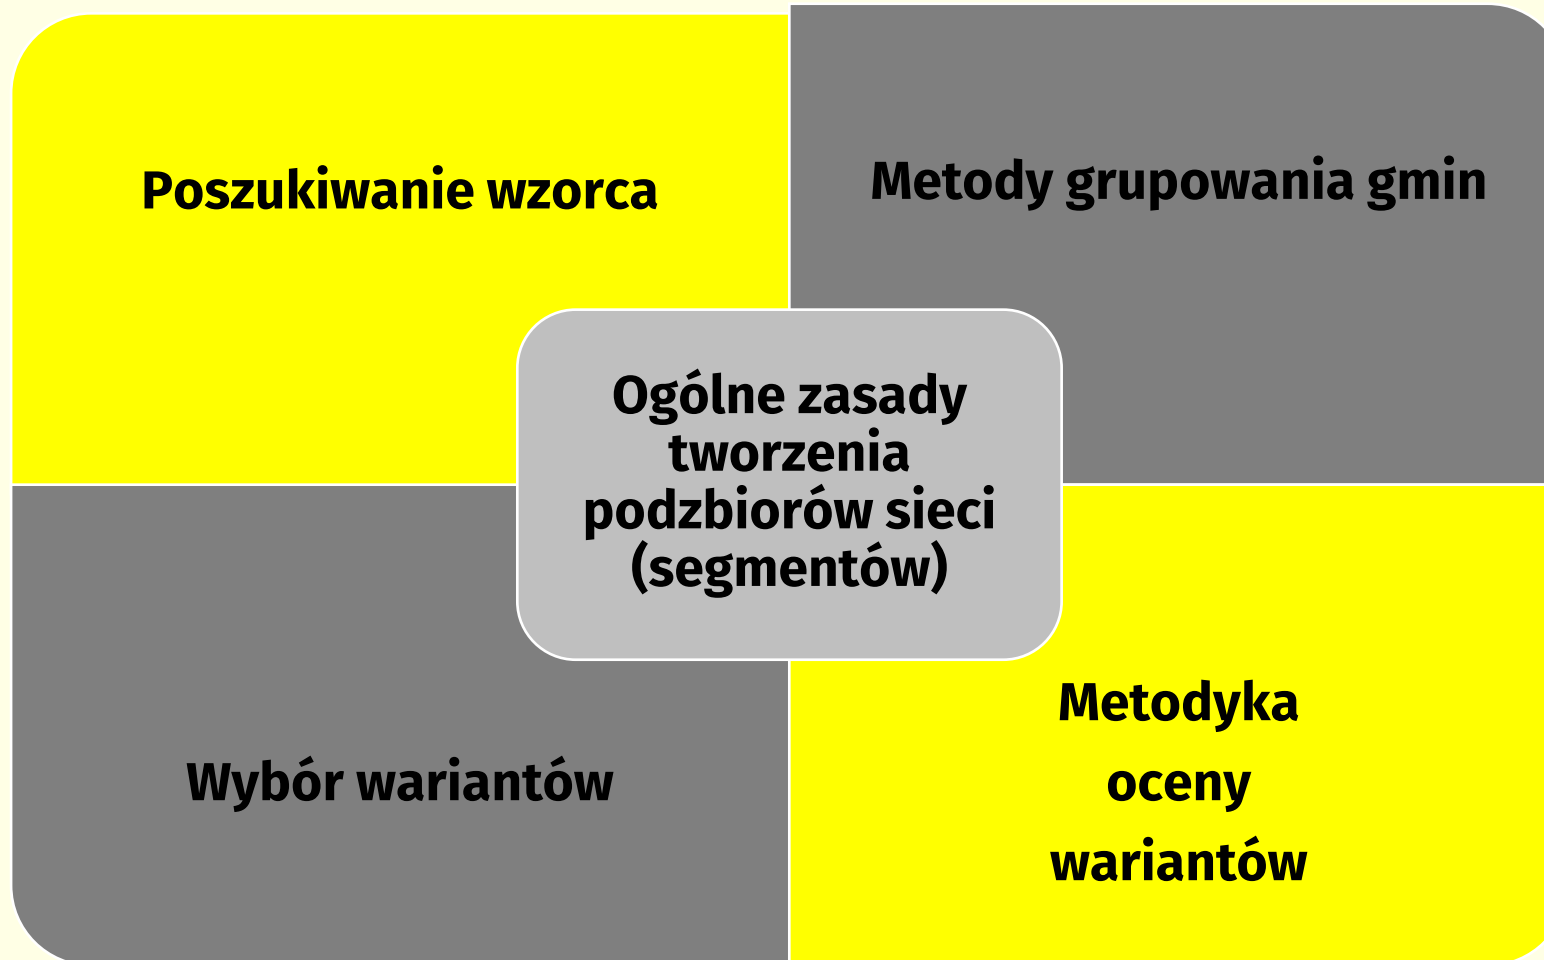 Poszukiwanie wzorca
Metody grupowania gmin
Ogólne zasady
tworzenia
podzbiorów sieci
(segmentów)
Wybór wariantów
Metodyka
oceny
wariantów